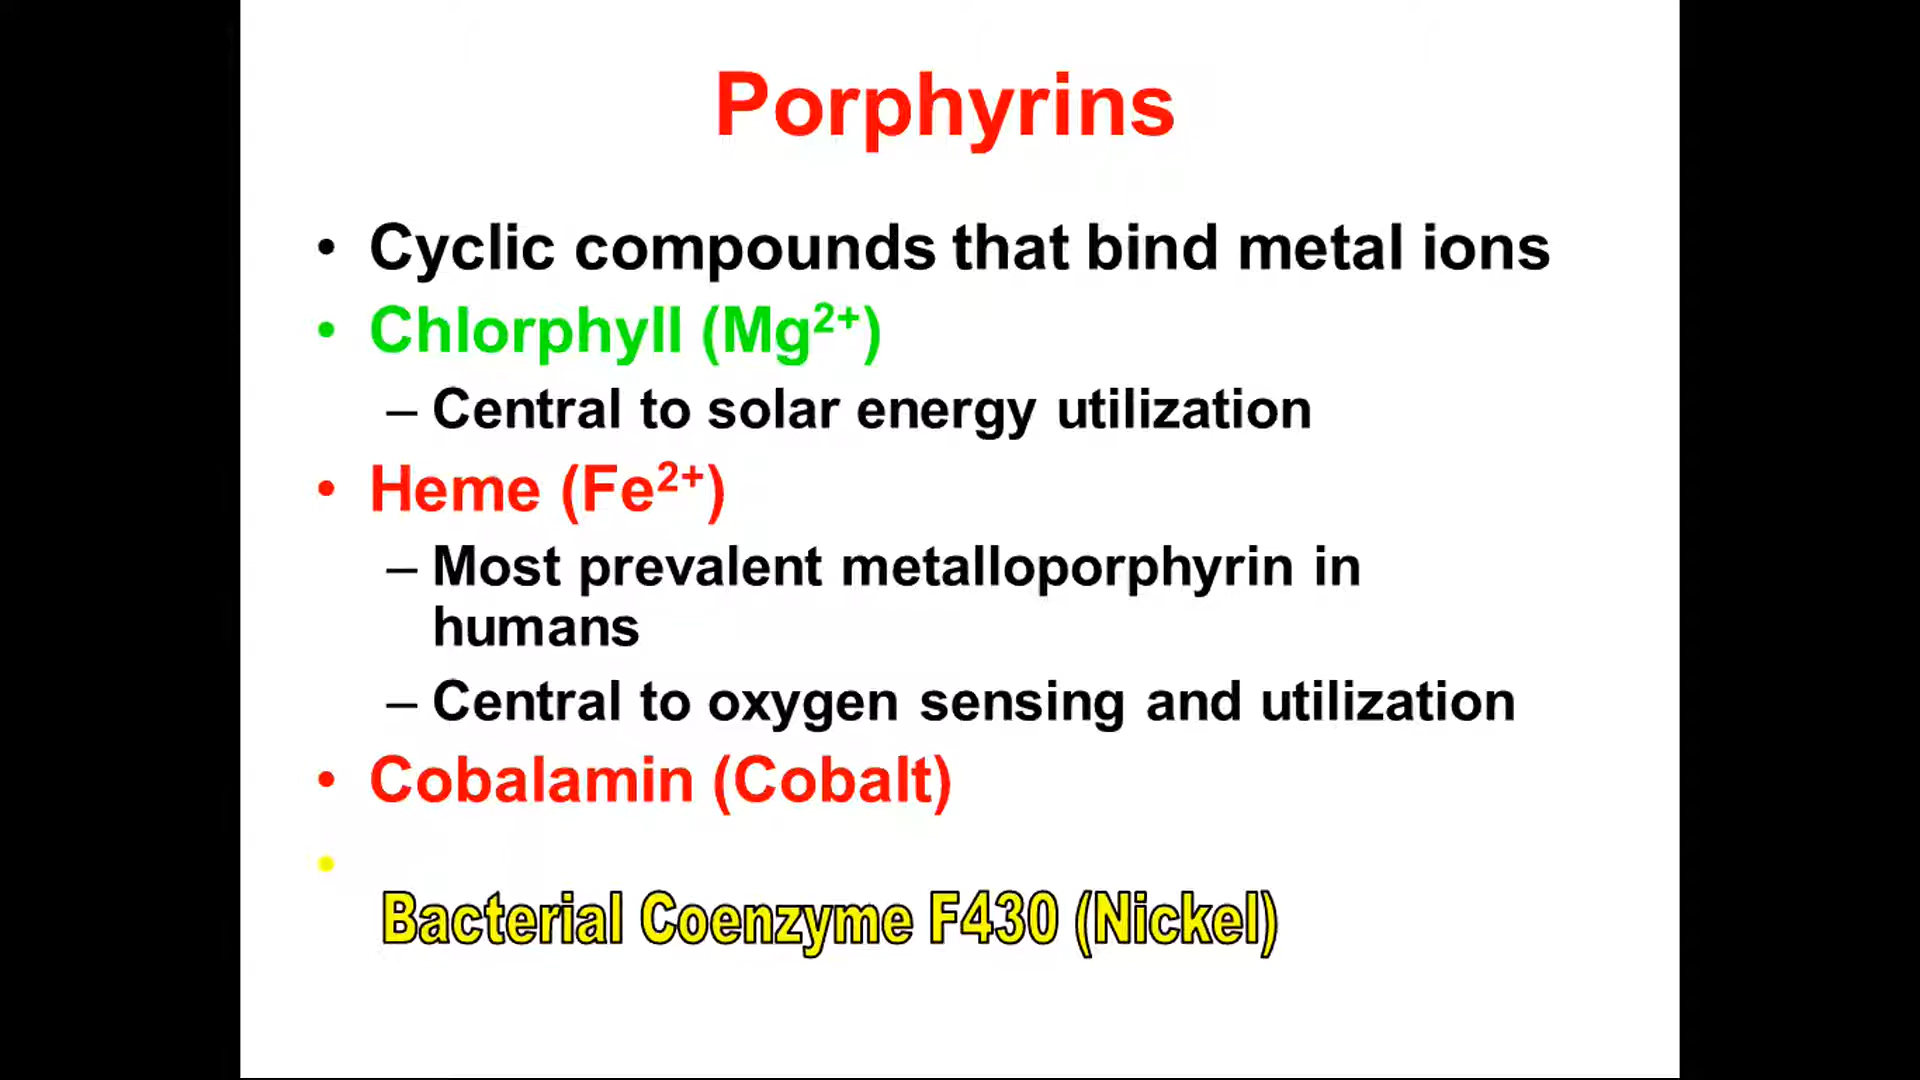 Porphyrins
• Cyclic compounds that bind metal ions
• Chlorphyll (Mg²⁺)
– Central to solar energy utilization
• Heme (Fe²⁺)
– Most prevalent metalloporphyrin in
humans
– Central to oxygen sensing and utilization
• Cobalamin (Cobalt)
• Bacterial Coenzyme F430 (Nickel)